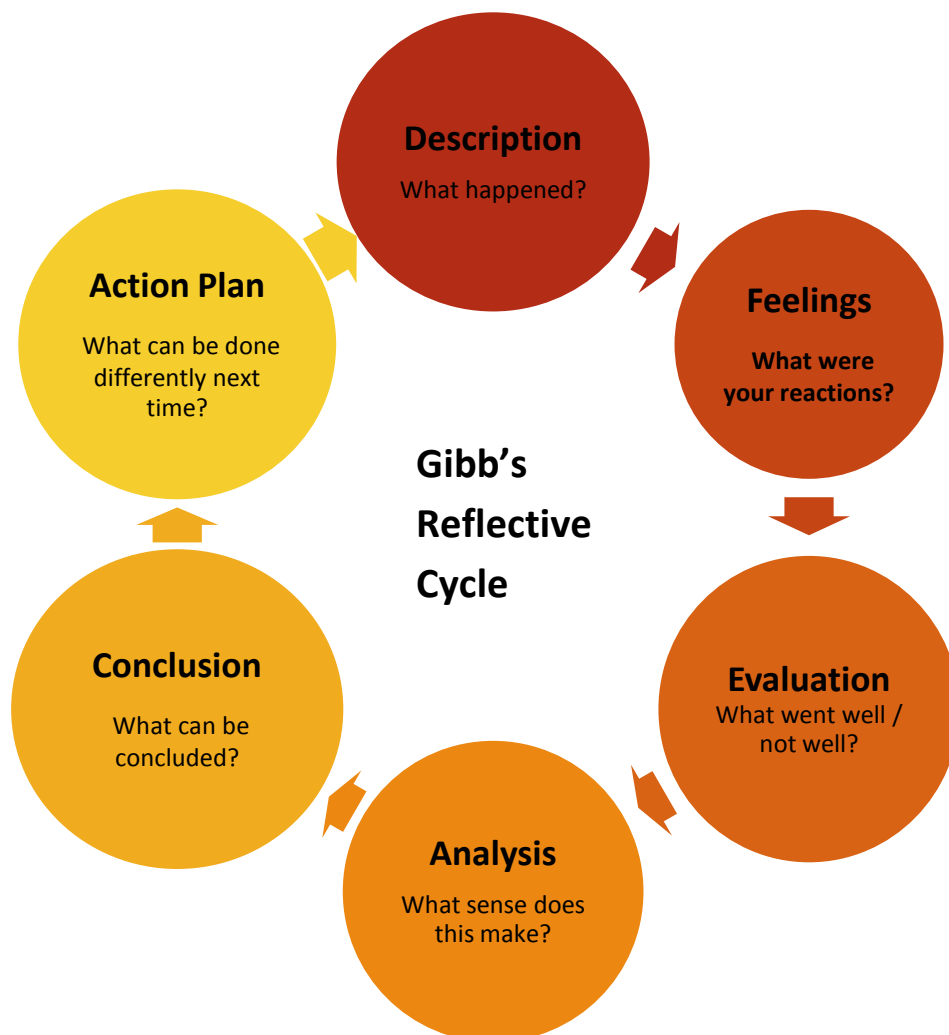 Description
What happened?
Feelings
What were
your reactions?
Evaluation
What went well /
not well?
Analysis
What sense does
this make?
Conclusion
What can be
concluded?
Action Plan
What can be done
differently next
time?
Gibb’s
Reflective
Cycle